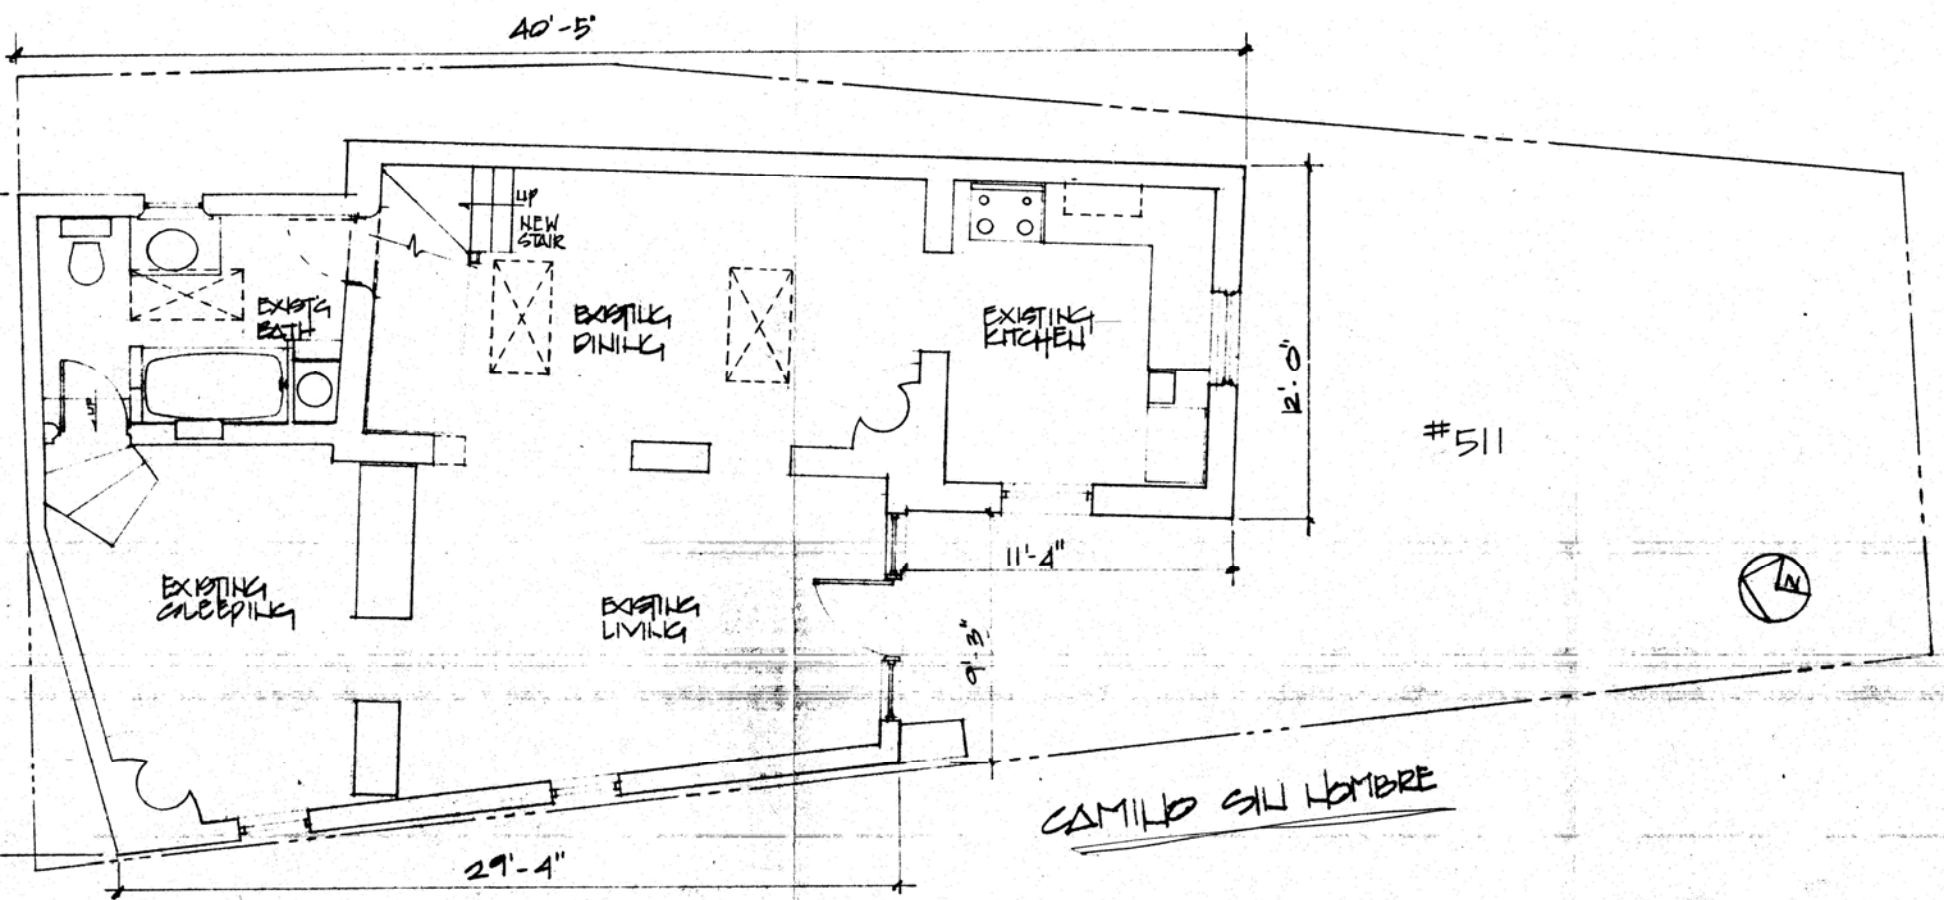 40'-5"
UP
NEW
STAIR
EXIST'G
BATH
EXISTING
DINING
EXISTING
KITCHEN
12'-0"
UP
#511
11'-4"
EXISTING
SLEEPING
EXISTING
LIVING
9'-3"
N
CAMINO SIN NOMBRE
29'-4"